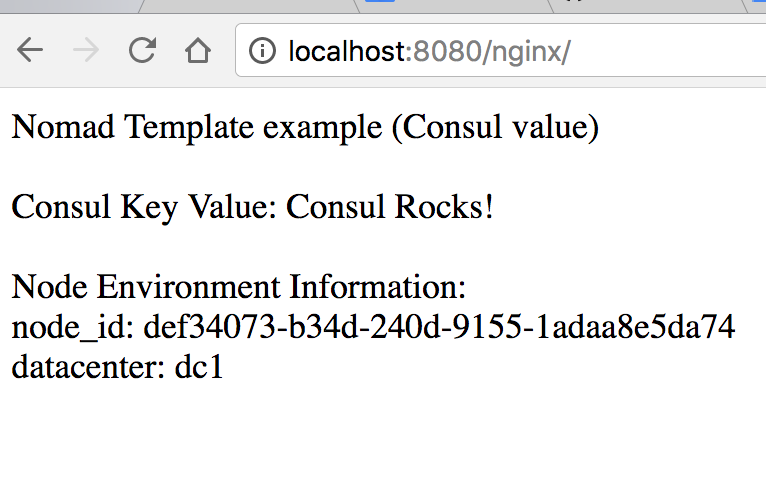 localhost:8080/nginx/
Nomad Template example (Consul value)
Consul Key Value: Consul Rocks!
Node Environment Information:
node_id: def34073-b34d-240d-9155-1adaa8e5da74
datacenter: dc1